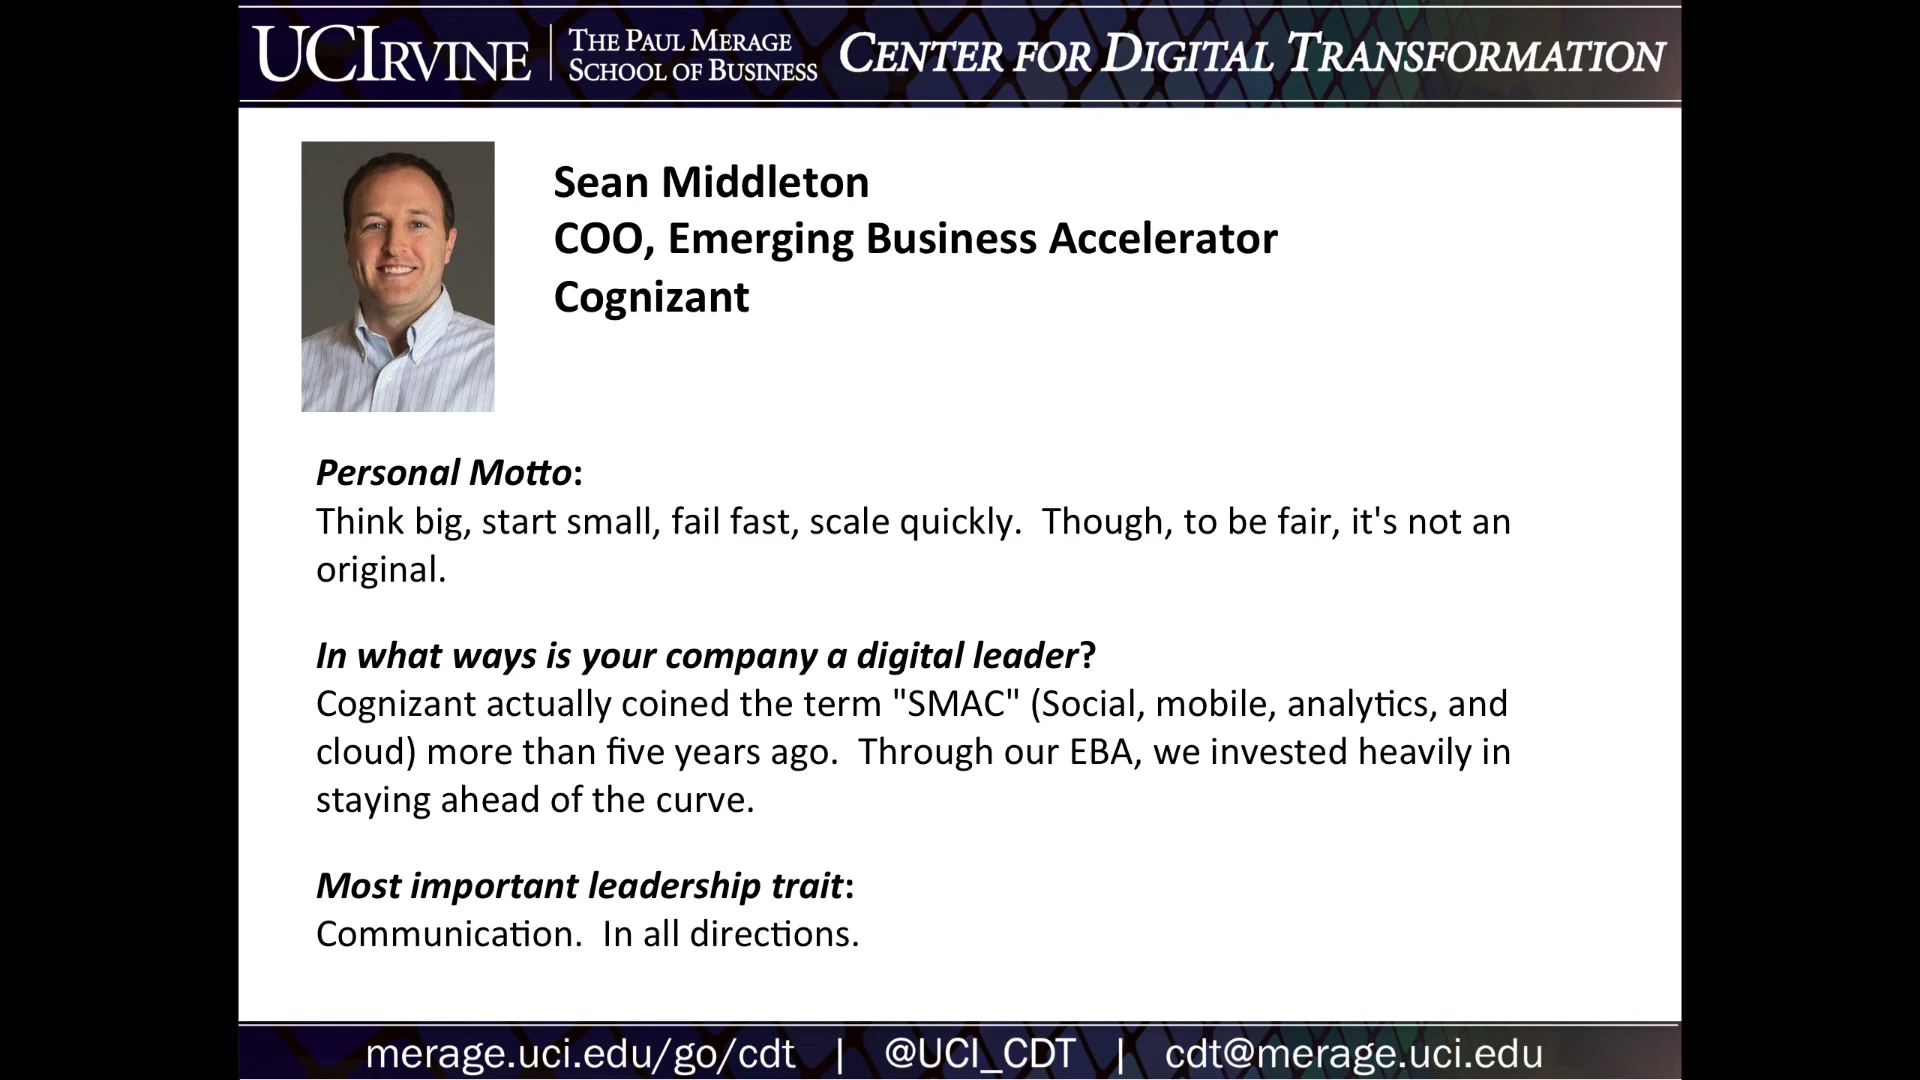 UCIRVINE | THE PAUL MERAGE SCHOOL OF BUSINESS CENTER FOR DIGITAL TRANSFORMATION
Sean Middleton
COO, Emerging Business Accelerator
Cognizant
Personal Motto:
Think big, start small, fail fast, scale quickly.  Though, to be fair, it's not an
original.
In what ways is your company a digital leader?
Cognizant actually coined the term "SMAC" (Social, mobile, analytics, and
cloud) more than five years ago.  Through our EBA, we invested heavily in
staying ahead of the curve.
Most important leadership trait:
Communication.  In all directions.
merage.uci.edu/go/cdt | @UCI_CDT | cdt@merage.uci.edu